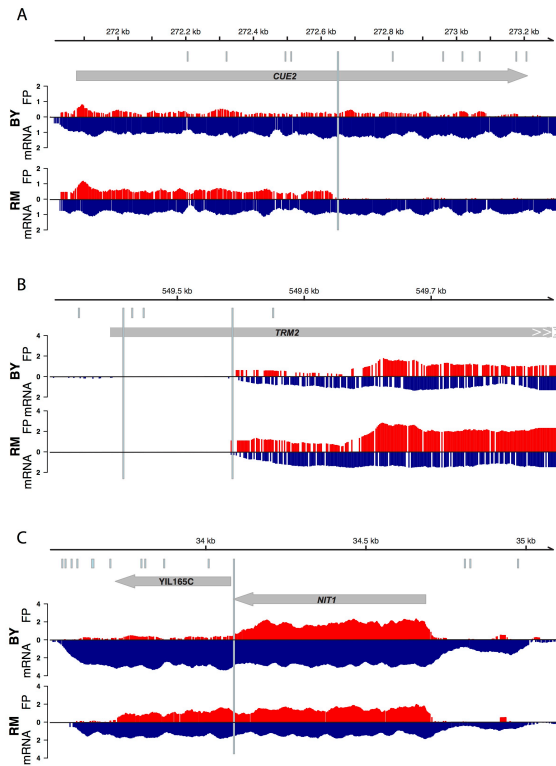 A
272 kb 272.2 kb 272.4 kb 272.6 kb 272.8 kb 273 kb 273.2 kb
CUE2
BY
mRNA FP
2
1
0
1
2
RM
mRNA FP
2
1
0
1
2
B
549.5 kb 549.6 kb 549.7 kb
TRM2
BY
mRNA FP
4
2
0
2
RM
mRNA FP
4
2
0
2
C
34 kb 34.5 kb 35 kb
YIL165C
NIT1
BY
mRNA FP
4
2
0
2
4
RM
mRNA FP
4
2
0
2
4